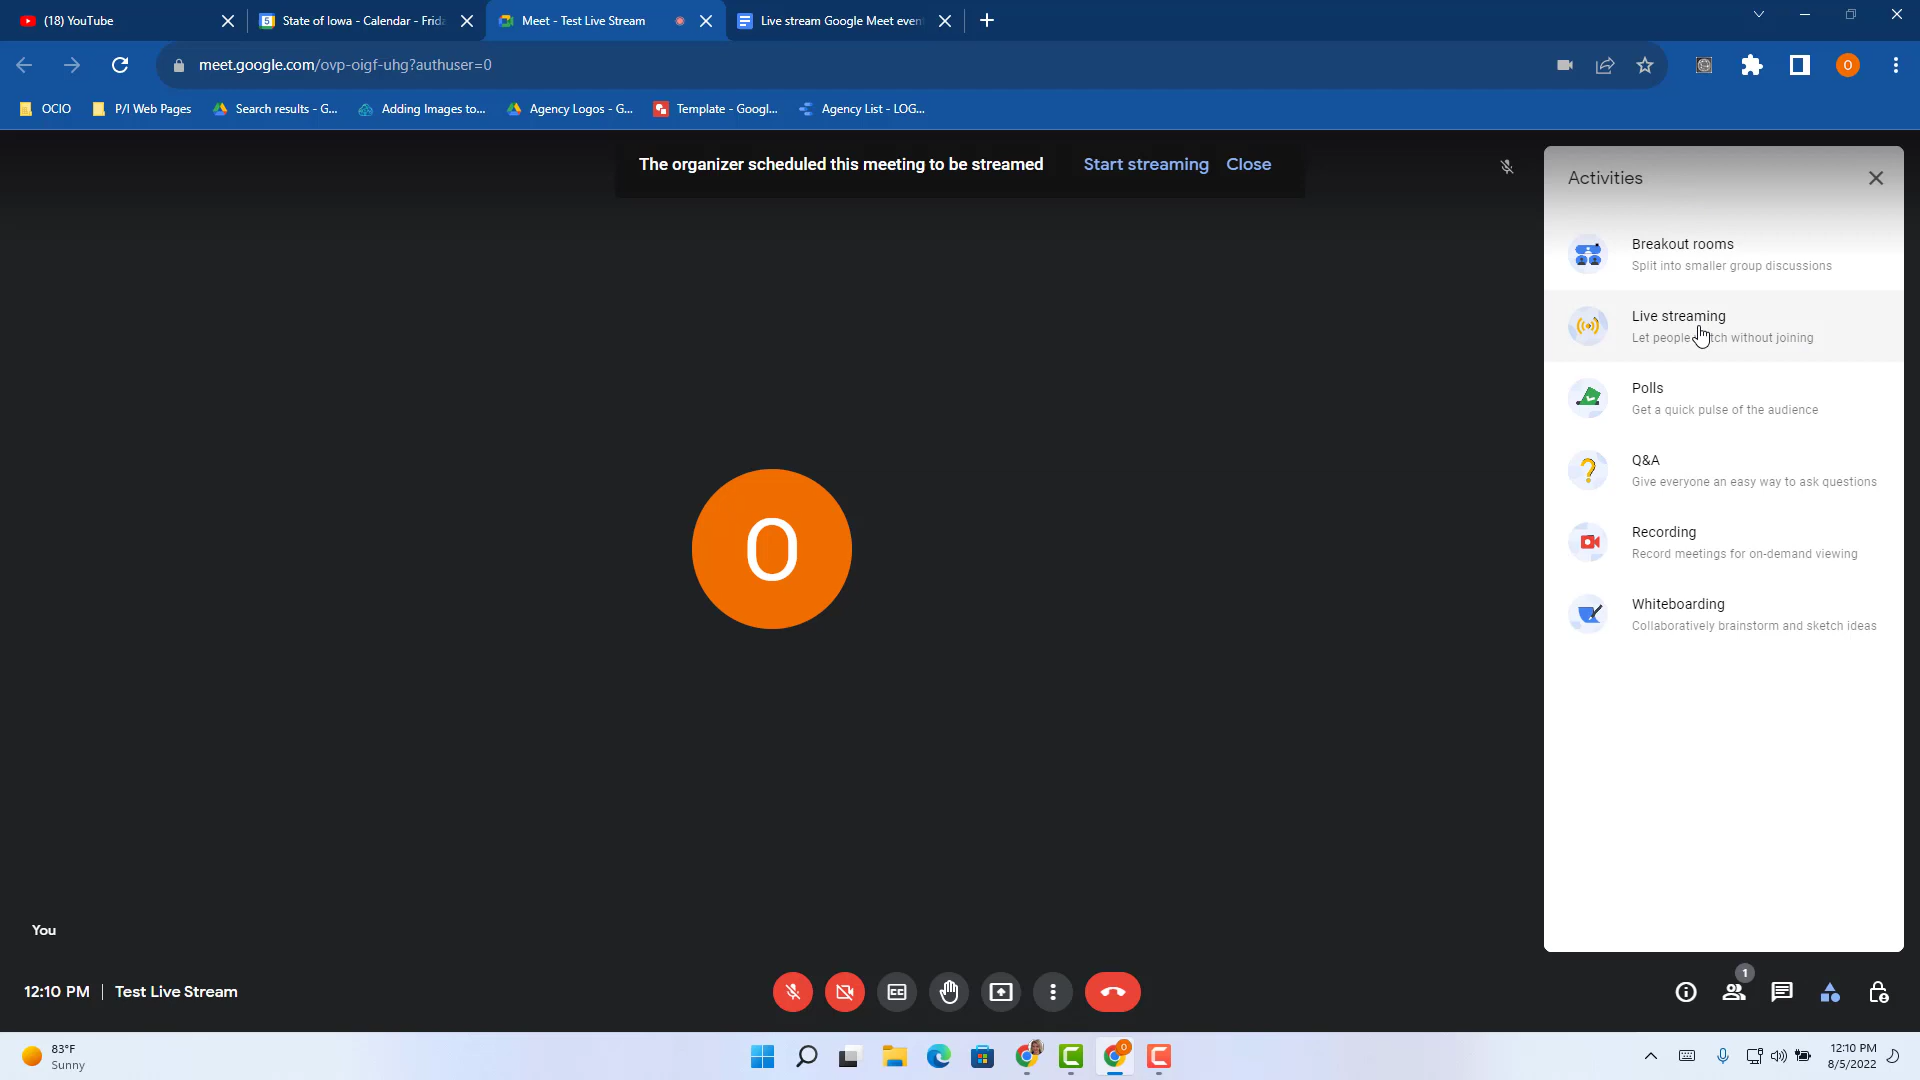 (18) YouTube
State of Iowa - Calendar - Frid
Meet - Test Live Stream
Live stream Google Meet even
meet.google.com/ovp-oigf-uhg?authuser=0
O
OCIO
P/I Web Pages
Search results - G...
Adding Images to...
Agency Logos - G...
Template - Googl...
Agency List - LOG...
The organizer scheduled this meeting to be streamed
Start streaming
Close
Activities
Breakout rooms
Split into smaller group discussions
Live streaming
Let people tch without joining
Polls
Get a quick pulse of the audience
Q&A
Give everyone an easy way to ask questions
Recording
Record meetings for on-demand viewing
Whiteboarding
Collaboratively brainstorm and sketch ideas
O
You
12:10 PM | Test Live Stream
1
83°F
Sunny
12:10 PM
8/5/2022